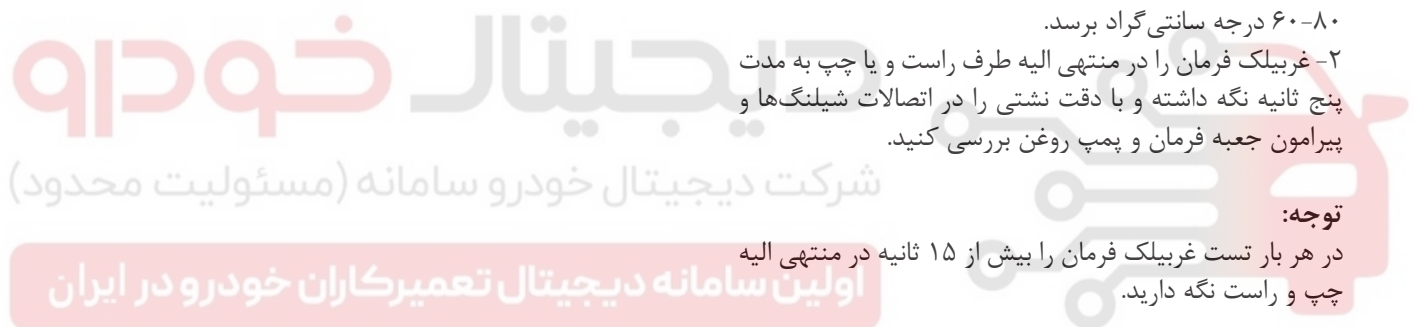 ۶۰-۸۰ درجه سانتی‌گراد برسد.
۲- غربیلک فرمان را در منتهی الیه طرف راست و یا چپ به مدت
پنج ثانیه نگه داشته و با دقت نشتی را در اتصالات شیلنگ‌ها و
پیرامون جعبه فرمان و پمپ روغن بررسی کنید.
توجه:
در هر بار تست غربیلک فرمان را بیش از ۱۵ ثانیه در منتهی الیه
چپ و راست نگه دارید.
دیجیتال خودرو
شرکت دیجیتال خودرو سامانه (مسئولیت محدود)
اولین سامانه دیجیتال تعمیرکاران خودرو در ایران